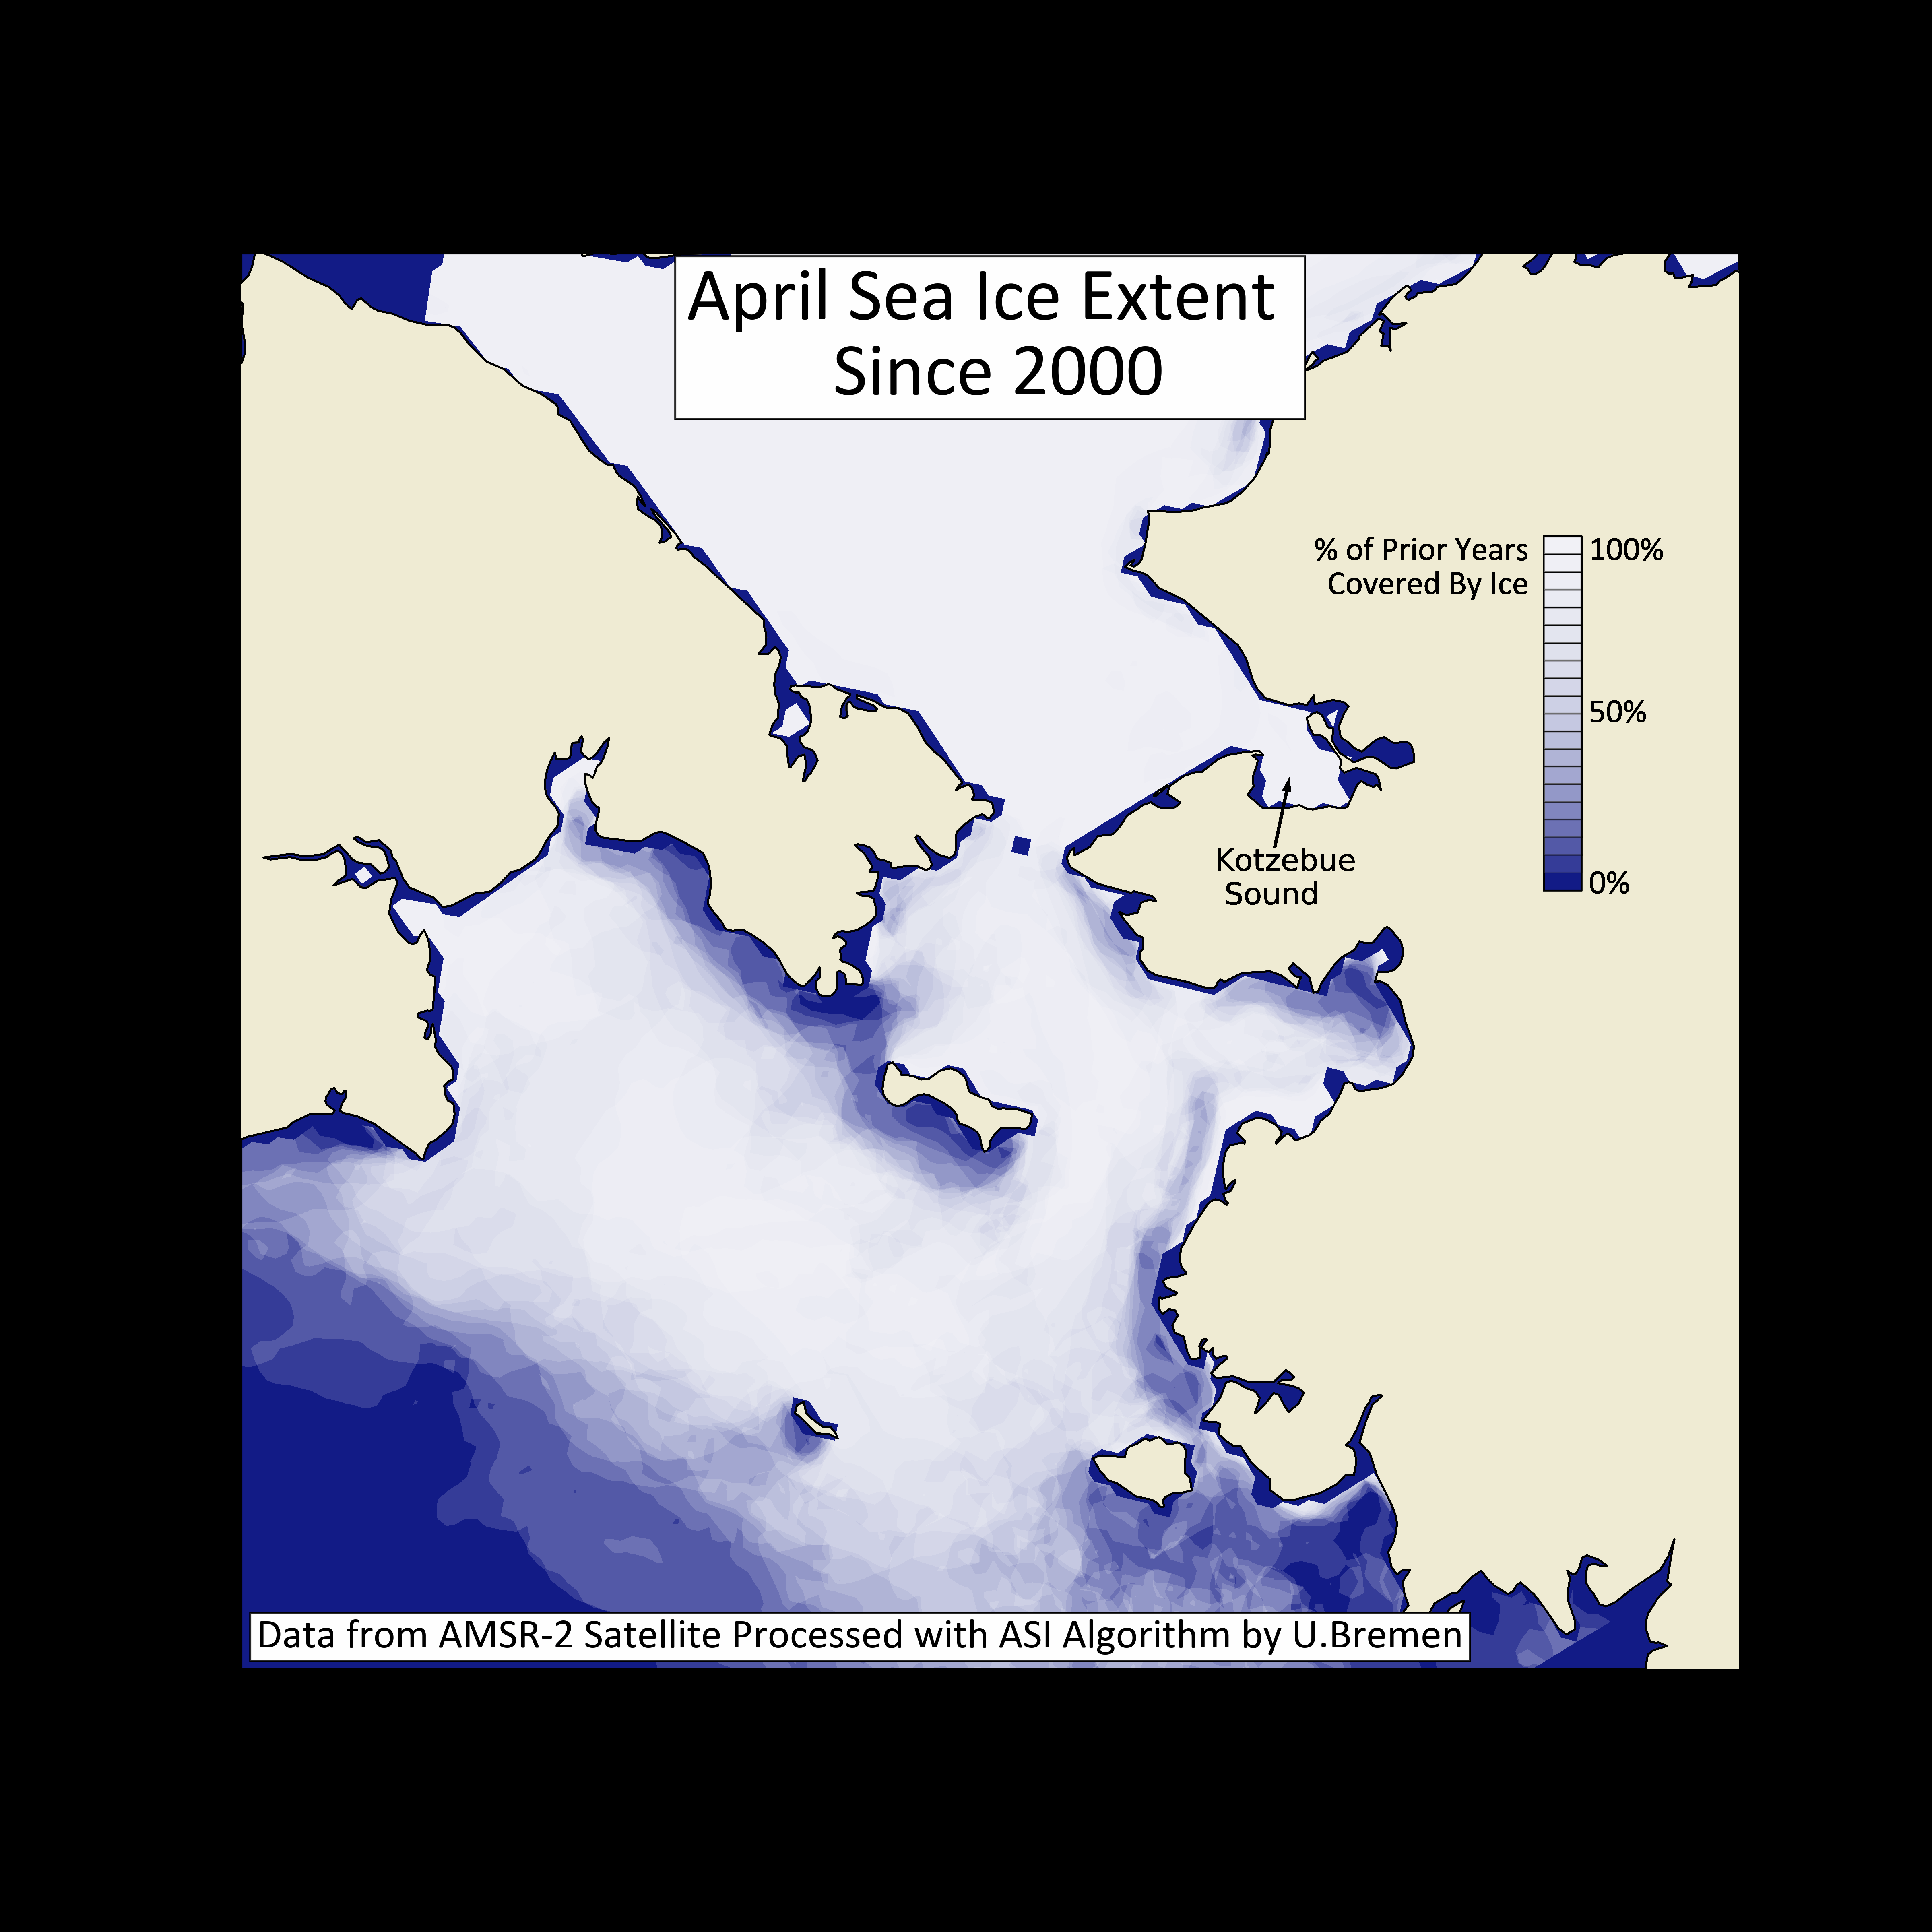 April Sea Ice Extent
Since 2000
% of Prior Years
Covered By Ice
100%
50%
0%
Kotzebue
Sound
Data from AMSR-2 Satellite Processed with ASI Algorithm by U.Bremen